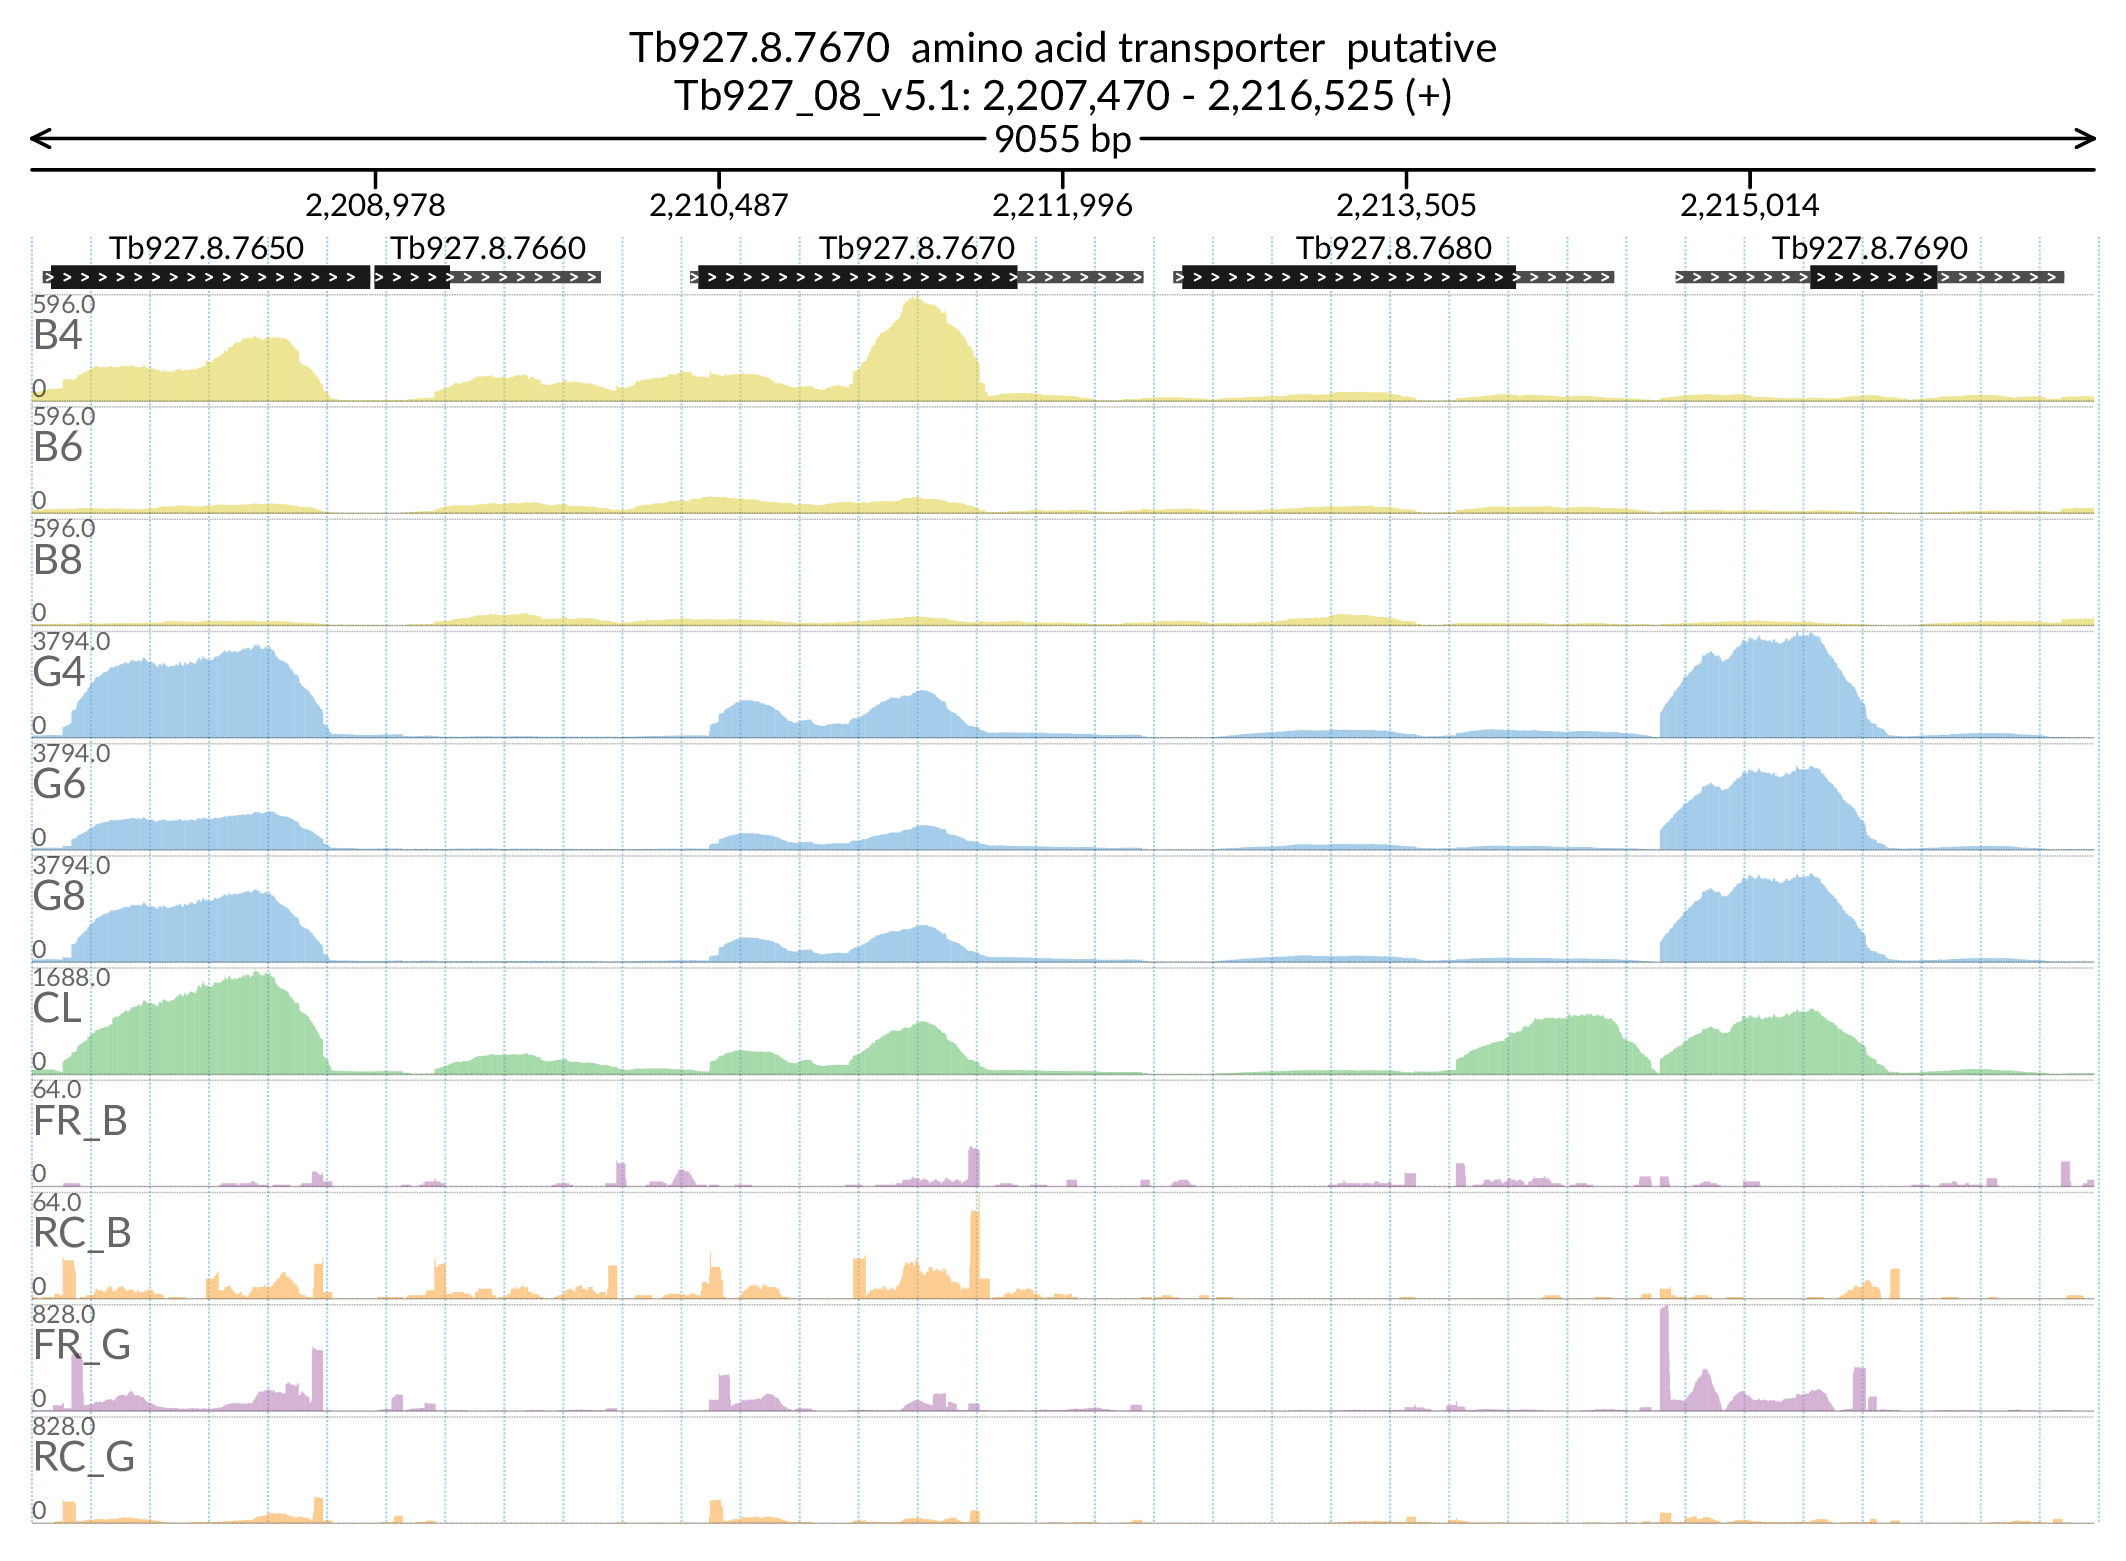 Tb927.8.7670  amino acid transporter  putative
Tb927_08_v5.1: 2,207,470 - 2,216,525 (+)
9055 bp
2,208,978 2,210,487 2,211,996 2,213,505 2,215,014
Tb927.8.7650 Tb927.8.7660 Tb927.8.7670 Tb927.8.7680 Tb927.8.7690
596.0
B4
0
596.0
B6
0
596.0
B8
0
3794.0
G4
0
3794.0
G6
0
3794.0
G8
0
1688.0
CL
0
64.0
FR_B
0
64.0
RC_B
0
828.0
FR_G
0
828.0
RC_G
0